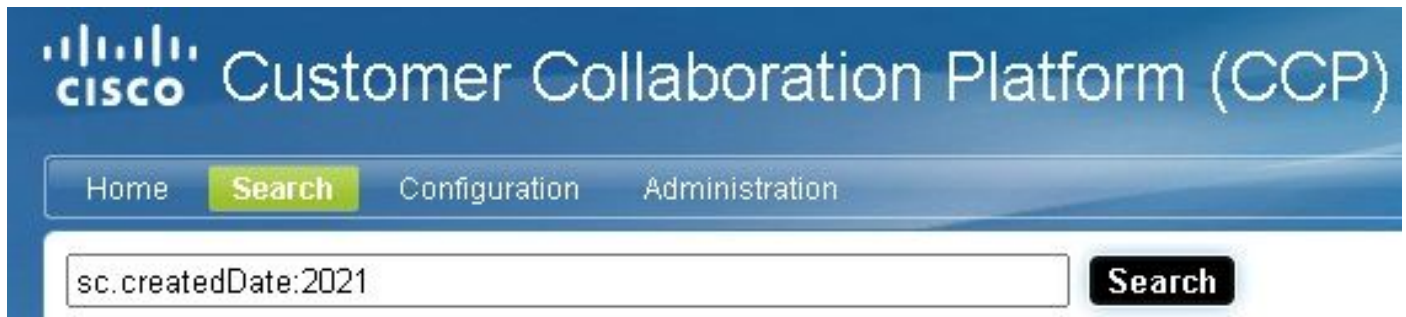 CISCO Customer Collaboration Platform (CCP)
Home Search Configuration Administration
sc.createdDate:2021 Search